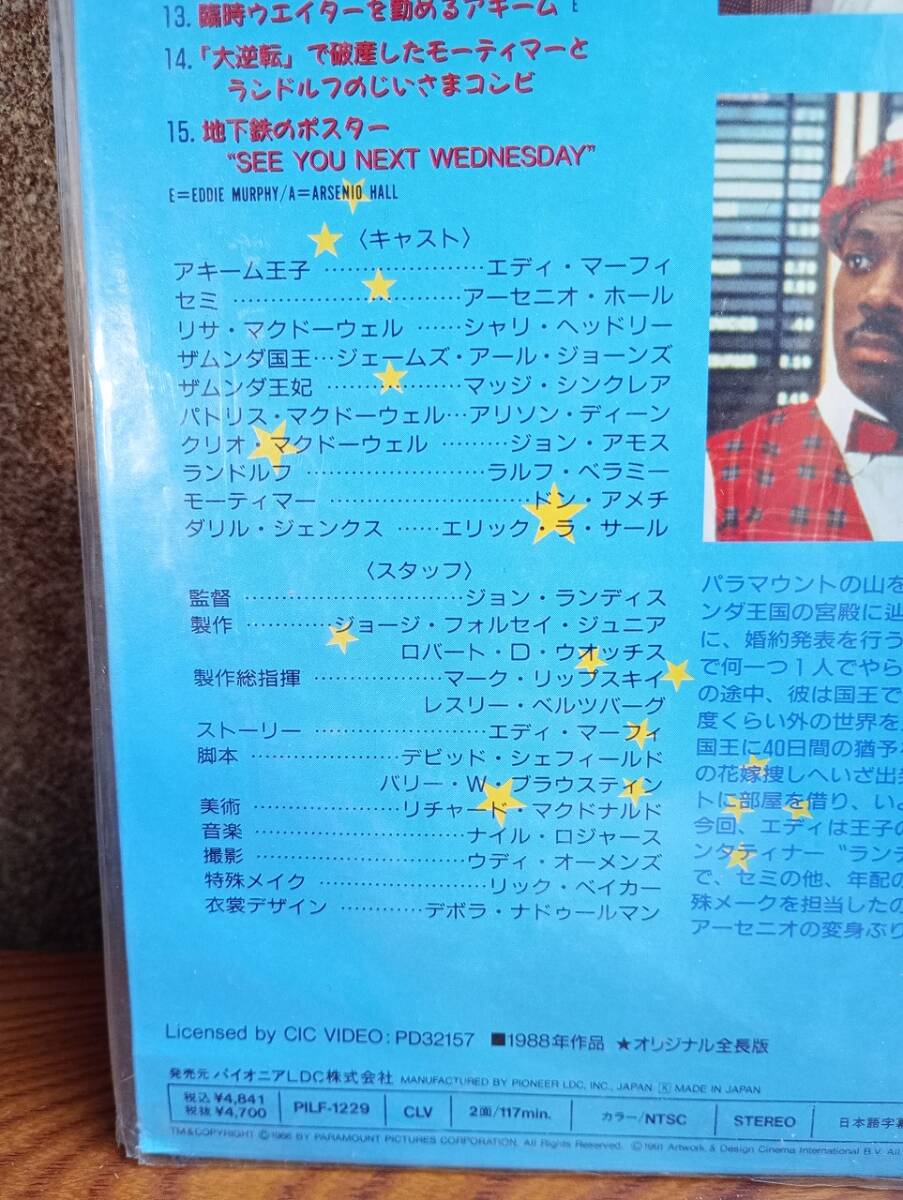 13. 臨時ウエイターを勤めるアキーム E
14.「大逆転」で破産したモーティマーと
ランドルフのじいさまコンビ
15. 地下鉄のポスター
“SEE YOU NEXT WEDNESDAY”
E=EDDIE MURPHY/A=ARSENIO HALL
〈キャスト〉
アキーム王子 …………………エディ・マーフィ
セミ …………………………アーセニオ・ホール
リサ・マクドーウェル ……シャリ・ヘッドリー
ザムンダ国王…ジェームズ・アール・ジョーンズ
ザムンダ王妃 ………………マッジ・シンクレア
パトリス・マクドーウェル…アリソン・ディーン
クリオ・マクドーウェル ………ジョン・アモス
ランドルフ ……………………ラルフ・ベラミー
モーティマー ………………………ドン・アメチ
ダリル・ジェンクス ……エリック・ラ・サール
〈スタッフ〉
監督 ………………………ジョン・ランディス
製作 …………ジョージ・フォルセイ・ジュニア
ロバート・D・ウオッチス
製作総指揮 ………………マーク・リップスキイ
レスリー・ベルツバーグ
ストーリー …………………エディ・マーフィ
脚本 ………………デビッド・シェフィールド
バリー・W・ブラウスティン
美術 ………………リチャード・マクドナルド
音楽 ………………………ナイル・ロジャース
撮影 ………………………ウディ・オーメンズ
特殊メイク ……………………リック・ベイカー
衣裳デザイン …………デボラ・ナドゥールマン
パラマウントの山を
ンダ王国の宮殿に辿
に、婚約発表を行う
で何一つ1人でやら
の途中、彼は国王で
度くらい外の世界を
国王に40日間の猶予
の花嫁捜しへいざ出発
トに部屋を借り、いよ
今回、エディは王子の
ンタティナー〝ランデ
で、セミの他、年配の
殊メークを担当したの
アーセニオの変身ぶり
Licensed by CIC VIDEO: PD32157 ■1988年作品 ★オリジナル全長版
発売元 パイオニアLDC株式会社 MANUFACTURED BY PIONEER LDC, INC., JAPAN Ⓚ MADE IN JAPAN
税込 ¥4,841
税抜 ¥4,700 PILF-1229 CLV 2面/117min. カラー/NTSC STEREO 日本語字幕
TM&COPYRIGHT ©1988 BY PARAMOUNT PICTURES CORPORATION. All Rights Reserved. ©1991 Artwork & Design Cinema International B.V. All